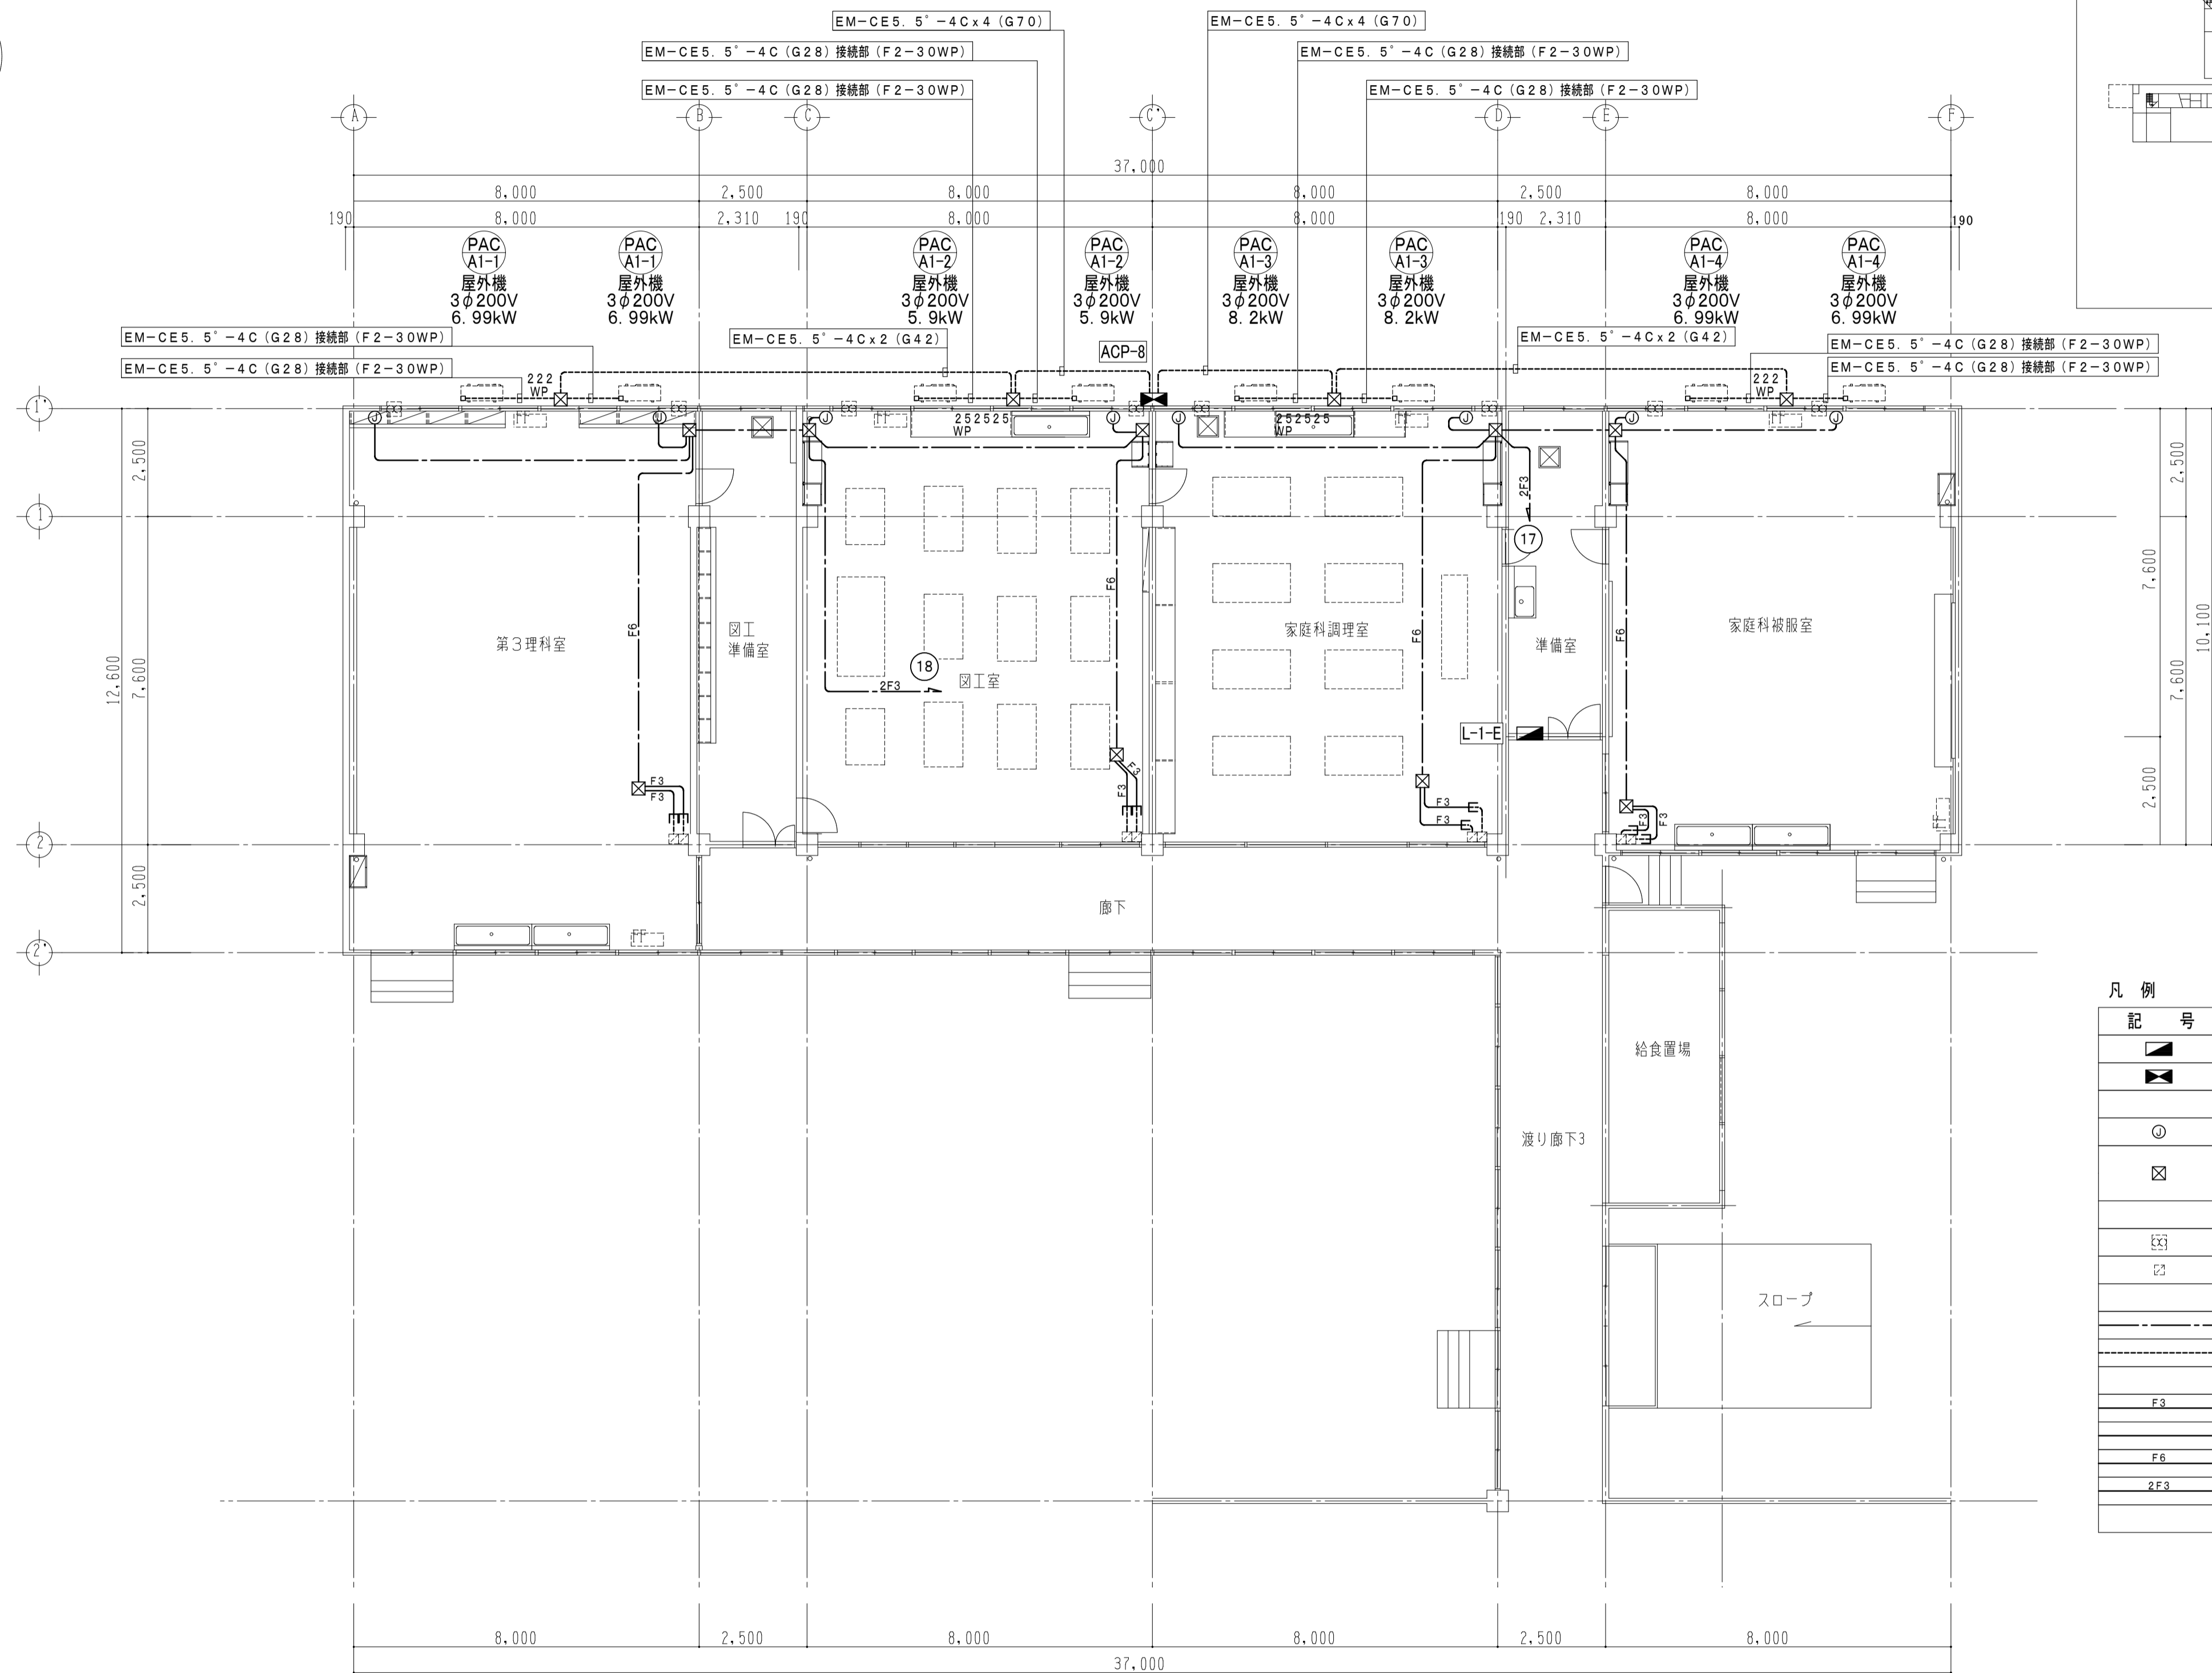 EM-CE5.5°-4Cx4(G70)
EM-CE5.5°-4Cx4(G70)
EM-CE5.5°-4C(G28)接続部(F2-30WP)
EM-CE5.5°-4C(G28)接続部(F2-30WP)
EM-CE5.5°-4C(G28)接続部(F2-30WP)
EM-CE5.5°-4C(G28)接続部(F2-30WP)
A
B
C
C'
D
E
F
37,000
8,000
2,500
8,000
8,000
2,500
8,000
190
8,000
2,310
190
8,000
8,000
190
2,310
8,000
190
PAC
A1-1
屋外機
3φ200V
6.99kW
PAC
A1-1
屋外機
3φ200V
6.99kW
PAC
A1-2
屋外機
3φ200V
5.9kW
PAC
A1-2
屋外機
3φ200V
5.9kW
PAC
A1-3
屋外機
3φ200V
8.2kW
PAC
A1-3
屋外機
3φ200V
8.2kW
PAC
A1-4
屋外機
3φ200V
6.99kW
PAC
A1-4
屋外機
3φ200V
6.99kW
EM-CE5.5°-4C(G28)接続部(F2-30WP)
EM-CE5.5°-4C(G28)接続部(F2-30WP)
EM-CE5.5°-4Cx2(G42)
ACP-8
EM-CE5.5°-4Cx2(G42)
EM-CE5.5°-4C(G28)接続部(F2-30WP)
EM-CE5.5°-4C(G28)接続部(F2-30WP)
222
WP
222
WP
252525
WP
252525
WP
J
J
J
J
J
J
J
J
FF
FF
FF
FF
1'
1
2
2'
2,500
7,600
2,500
12,600
2,500
7,600
7,600
2,500
10,100
2F3
17
F6
F6
F6
F6
第3理科室
図工
準備室
18
図工室
2F3
家庭科調理室
準備室
家庭科被服室
L-1-E
F3
F3
F3
F3
F3
F3
F3
F3
FF
FF
廊下
給食置場
渡り廊下3
スロープ
凡例
記号
J
F3
F6
2F3
8,000
2,500
8,000
8,000
2,500
8,000
37,000